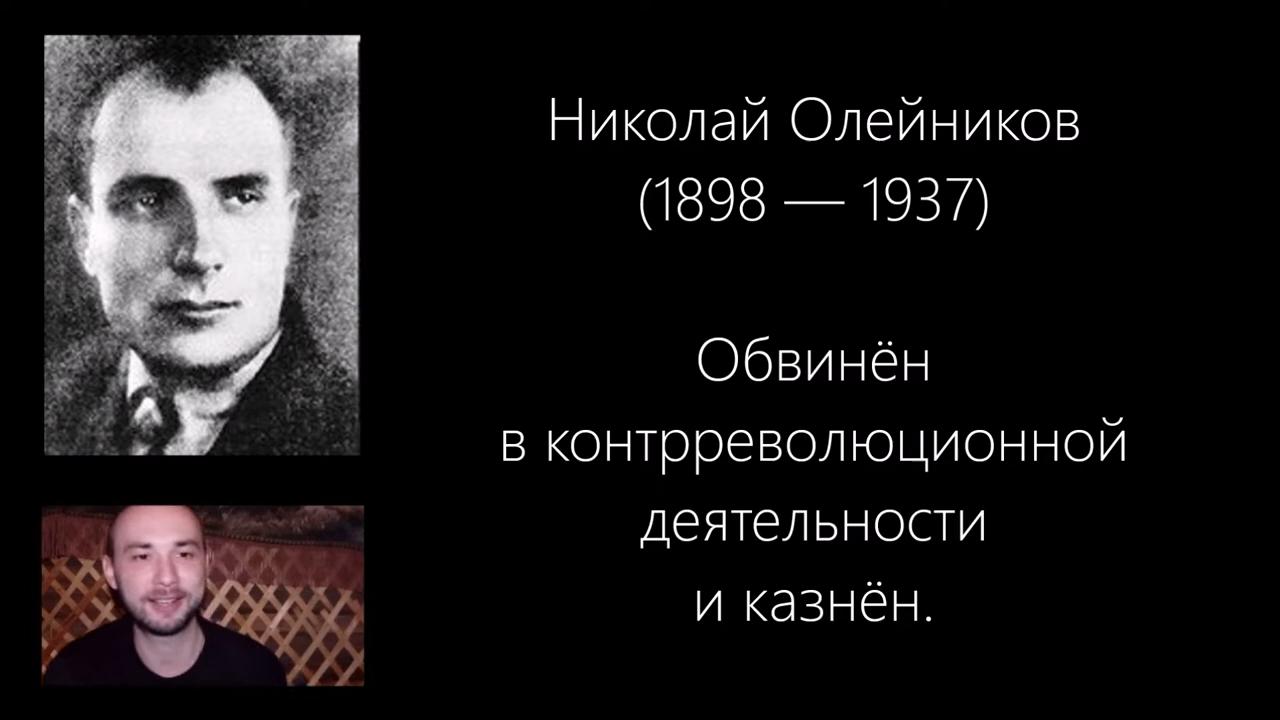 Николай Олейников
(1898 — 1937)
Обвинён
в контрреволюционной
деятельности
и казнён.